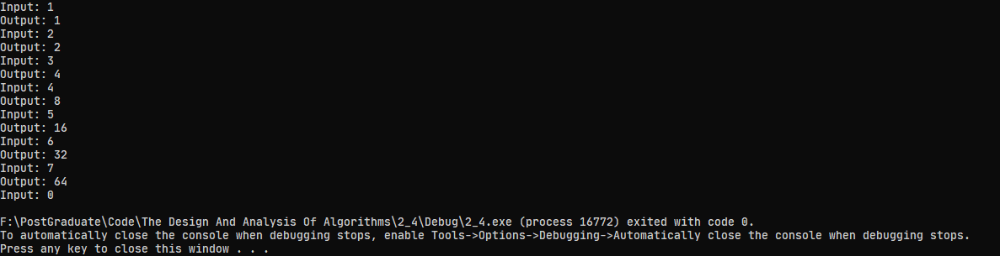 Input: 1
Output: 1
Input: 2
Output: 2
Input: 3
Output: 4
Input: 4
Output: 8
Input: 5
Output: 16
Input: 6
Output: 32
Input: 7
Output: 64
Input: 0
F:\PostGraduate\Code\The Design And Analysis Of Algorithms\2_4\Debug\2_4.exe (process 16772) exited with code 0.
To automatically close the console when debugging stops, enable Tools->Options->Debugging->Automatically close the console when debugging stops.
Press any key to close this window . . .